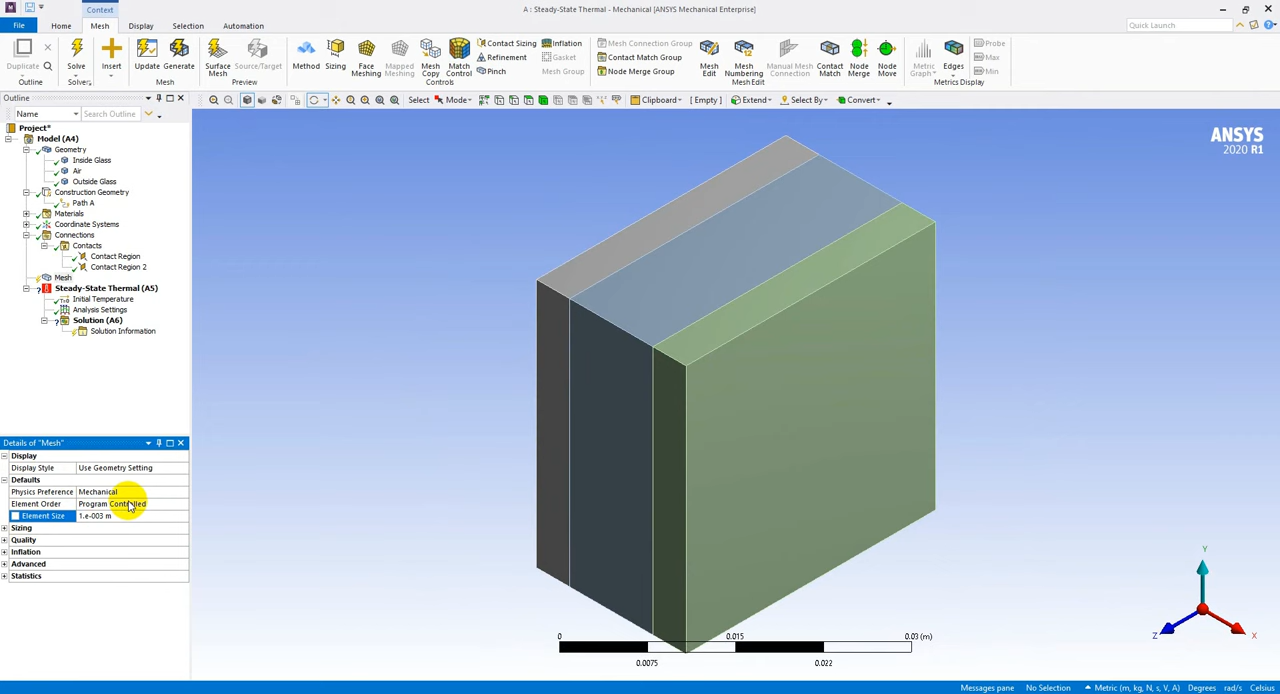 Context
A : Steady-State Thermal - Mechanical [ANSYS Mechanical Enterprise]
File Home Mesh Display Selection Automation
Quick Launch
Duplicate
Outline
Solve
Solver
Insert
Update Generate
Mesh
Surface Mesh Source/Target
Preview
Method Sizing Face Meshing Mapped Meshing Mesh Copy Match Control
Contact Sizing Inflation
Refinement Gasket
Pinch Mesh Group
Controls
Mesh Connection Group
Contact Match Group
Node Merge Group
Mesh Edit Mesh Numbering Manual Mesh Connection Contact Match Node Merge Node Move
Mesh Edit
Metric Graph Edges
Probe
Max
Min
Metrics Display
Outline
Name Search Outline
Select Mode Clipboard [ Empty ] Extend Select By Convert
Project*
Model (A4)
Geometry
Inside Glass
Air
Outside Glass
Construction Geometry
Path A
Materials
Coordinate Systems
Connections
Contacts
Contact Region
Contact Region 2
Mesh
Steady-State Thermal (A5)
Initial Temperature
Analysis Settings
Solution (A6)
Solution Information
ANSYS
2020 R1
Details of "Mesh"
Display
Display Style Use Geometry Setting
Defaults
Physics Preference Mechanical
Element Order Program Controlled
Element Size 1.e-003 m
Sizing
Quality
Inflation
Advanced
Statistics
0 0.015 0.03 (m)
0.0075 0.022
Y
Z X
Messages pane No Selection Metric (m, kg, N, s, V, A) Degrees rad/s Celsius